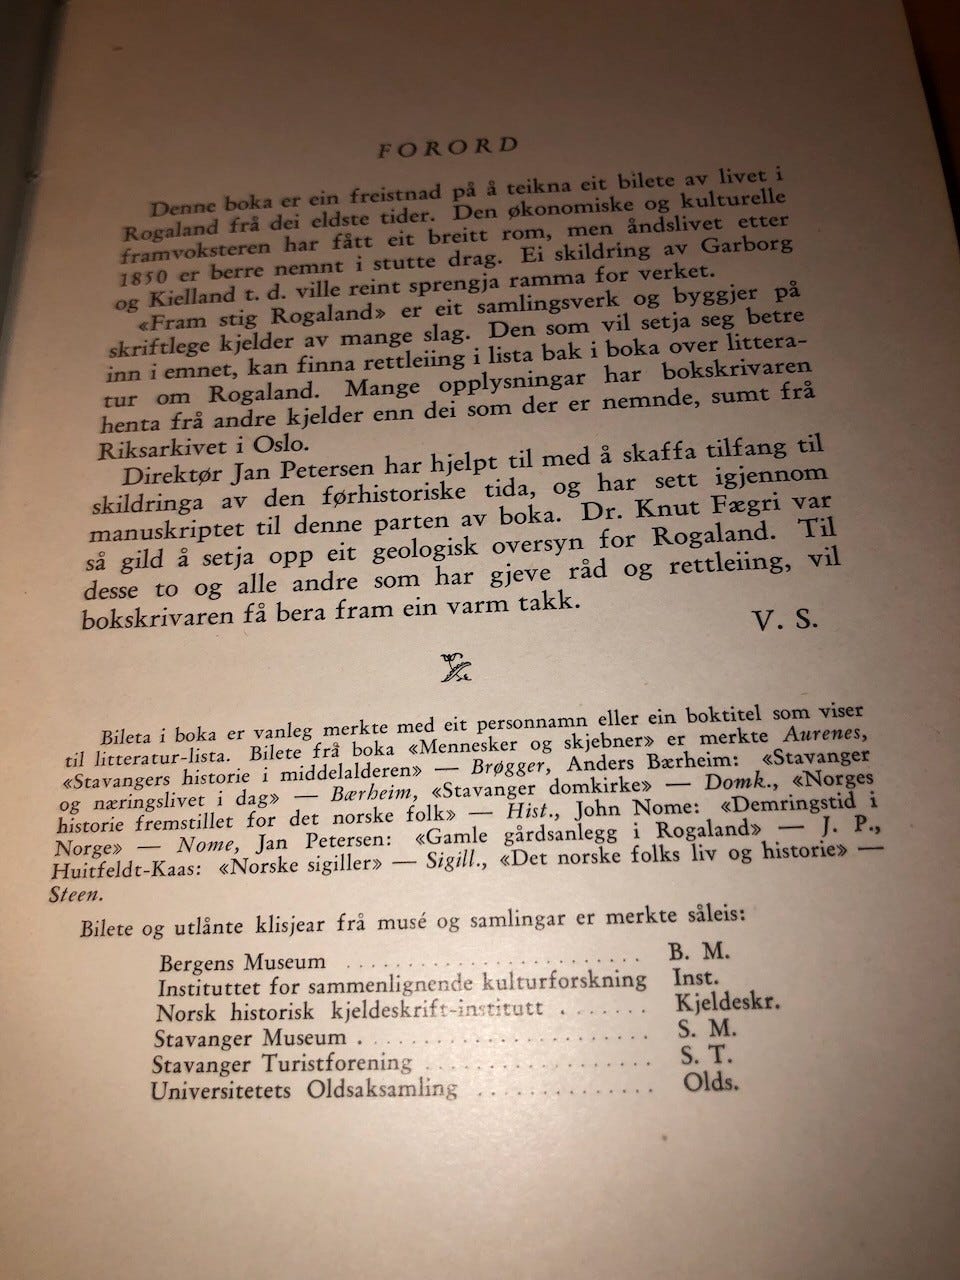 FORORD
Denne boka er ein freistnad på å teikna eit bilete av livet i
Rogaland frå dei eldste tider. Den økonomiske og kulturelle
framvoksteren har fått eit breitt rom, men åndslivet etter
1850 er berre nemnt i stutte drag. Ei skildring av Garborg
og Kielland t. d. ville reint sprengja ramma for verket.
«Fram stig Rogaland» er eit samlingsverk og byggjer på
skriftlege kjelder av mange slag. Den som vil setja seg betre
inn i emnet, kan finna rettleiing i lista bak i boka over littera-
tur om Rogaland. Mange opplysningar har bokskrivaren
henta frå andre kjelder enn dei som der er nemnde, sumt frå
Riksarkivet i Oslo.
Direktør Jan Petersen har hjelpt til med å skaffa tilfang til
skildringa av den førhistoriske tida, og har sett igjennom
manuskriptet til denne parten av boka. Dr. Knut Fægri var
så gild å setja opp eit geologisk oversyn for Rogaland. Til
desse to og alle andre som har gjeve råd og rettleiing, vil
bokskrivaren få bera fram ein varm takk.
V. S.
Bileta i boka er vanleg merkte med eit personnamn eller ein boktitel som viser
til litteratur-lista. Bilete frå boka «Mennesker og skjebner» er merkte Aurenes,
«Stavangers historie i middelalderen» — Brøgger, Anders Bærheim: «Stavanger
og næringslivet i dag» — Bærheim, «Stavanger domkirke» — Domk., «Norges
historie fremstillet for det norske folk» — Hist., John Nome: «Demringstid i
Norge» — Nome, Jan Petersen: «Gamle gårdsanlegg i Rogaland» — J. P.,
Huitfeldt-Kaas: «Norske sigiller» — Sigill., «Det norske folks liv og historie» —
Steen.
Bilete og utlånte klisjear frå musé og samlingar er merkte såleis:
Bergens Museum . . . . . . . . . . . . . . . . . . . . . . . B. M.
Instituttet for sammenlignende kulturforskning Inst.
Norsk historisk kjeldeskrift-institutt . . . . . . . Kjeldeskr.
Stavanger Museum . . . . . . . . . . . . . . . . . . . . . . S. M.
Stavanger Turistforening . . . . . . . . . . . . . . . . . S. T.
Universitetets Oldsaksamling . . . . . . . . . . . . . Olds.